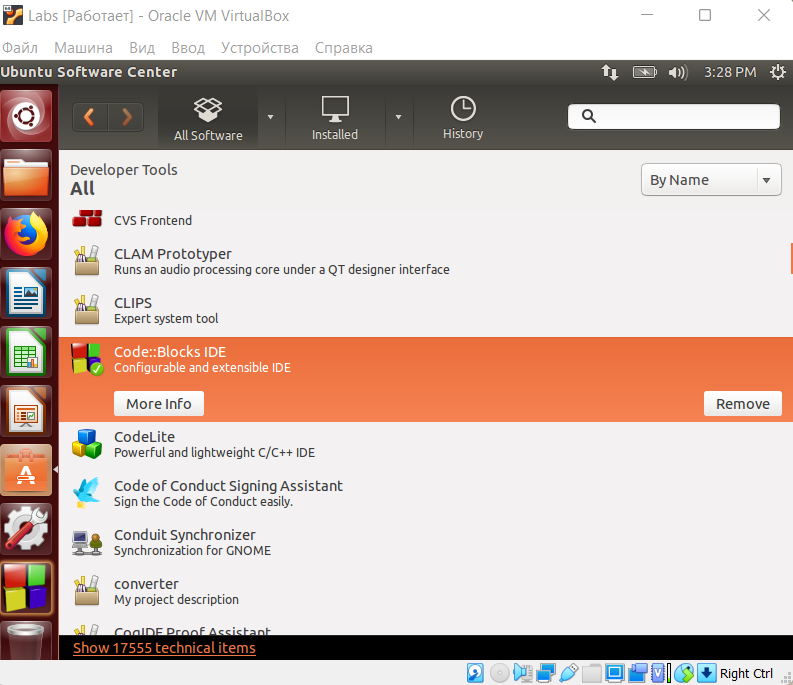 Labs [Работает] - Oracle VM VirtualBox
Файл Машина Вид Ввод Устройства Справка
Ubuntu Software Center 3:28 PM
All Software Installed History
Developer Tools
All
By Name
CVS Frontend
CLAM Prototyper
Runs an audio processing core under a QT designer interface
CLIPS
Expert system tool
Code::Blocks IDE
Configurable and extensible IDE
More Info Remove
CodeLite
Powerful and lightweight C/C++ IDE
Code of Conduct Signing Assistant
Sign the Code of Conduct easily.
Conduit Synchronizer
Synchronization for GNOME
converter
My project description
CoqIDE Proof Assistant
Show 17555 technical items
Right Ctrl